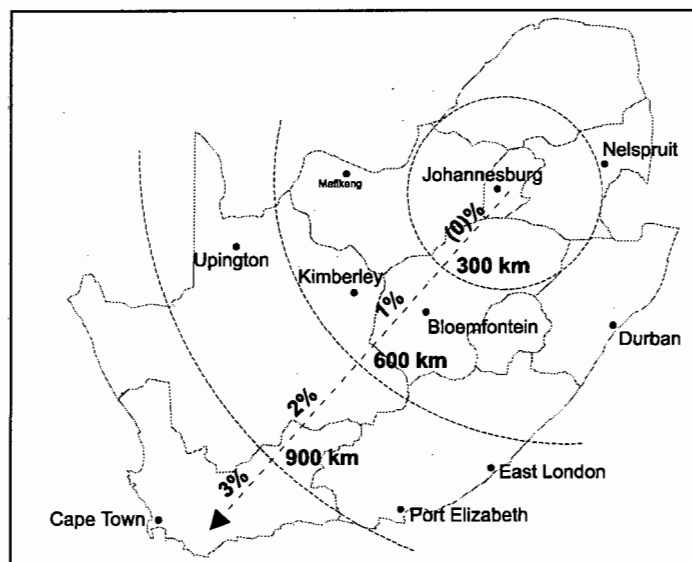 Nelspruit
Mafikeng
Johannesburg
(0)%
Upington
300 km
Kimberley
1%
Bloemfontein
Durban
600 km
2%
900 km
3%
East London
Port Elizabeth
Cape Town